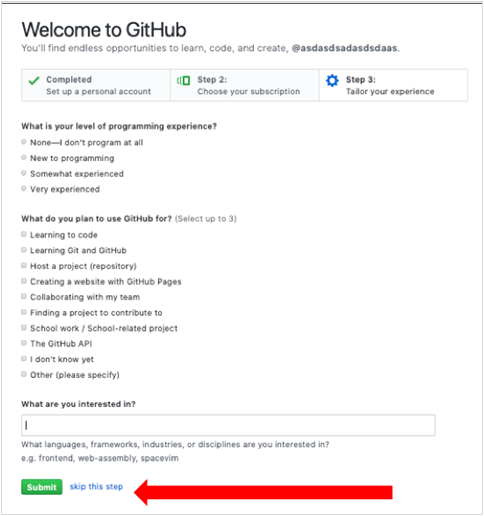 Welcome to GitHub
You'll find endless opportunities to learn, code, and create, @asdasdsadasdsdaas.
Completed
Set up a personal account
Step 2:
Choose your subscription
Step 3:
Tailor your experience
What is your level of programming experience?
None—I don't program at all
New to programming
Somewhat experienced
Very experienced
What do you plan to use GitHub for? (Select up to 3)
Learning to code
Learning Git and GitHub
Host a project (repository)
Creating a website with GitHub Pages
Collaborating with my team
Finding a project to contribute to
School work / School-related project
The GitHub API
I don't know yet
Other (please specify)
What are you interested in?
What languages, frameworks, industries, or disciplines are you interested in?
e.g. frontend, web-assembly, spacevim
Submit skip this step